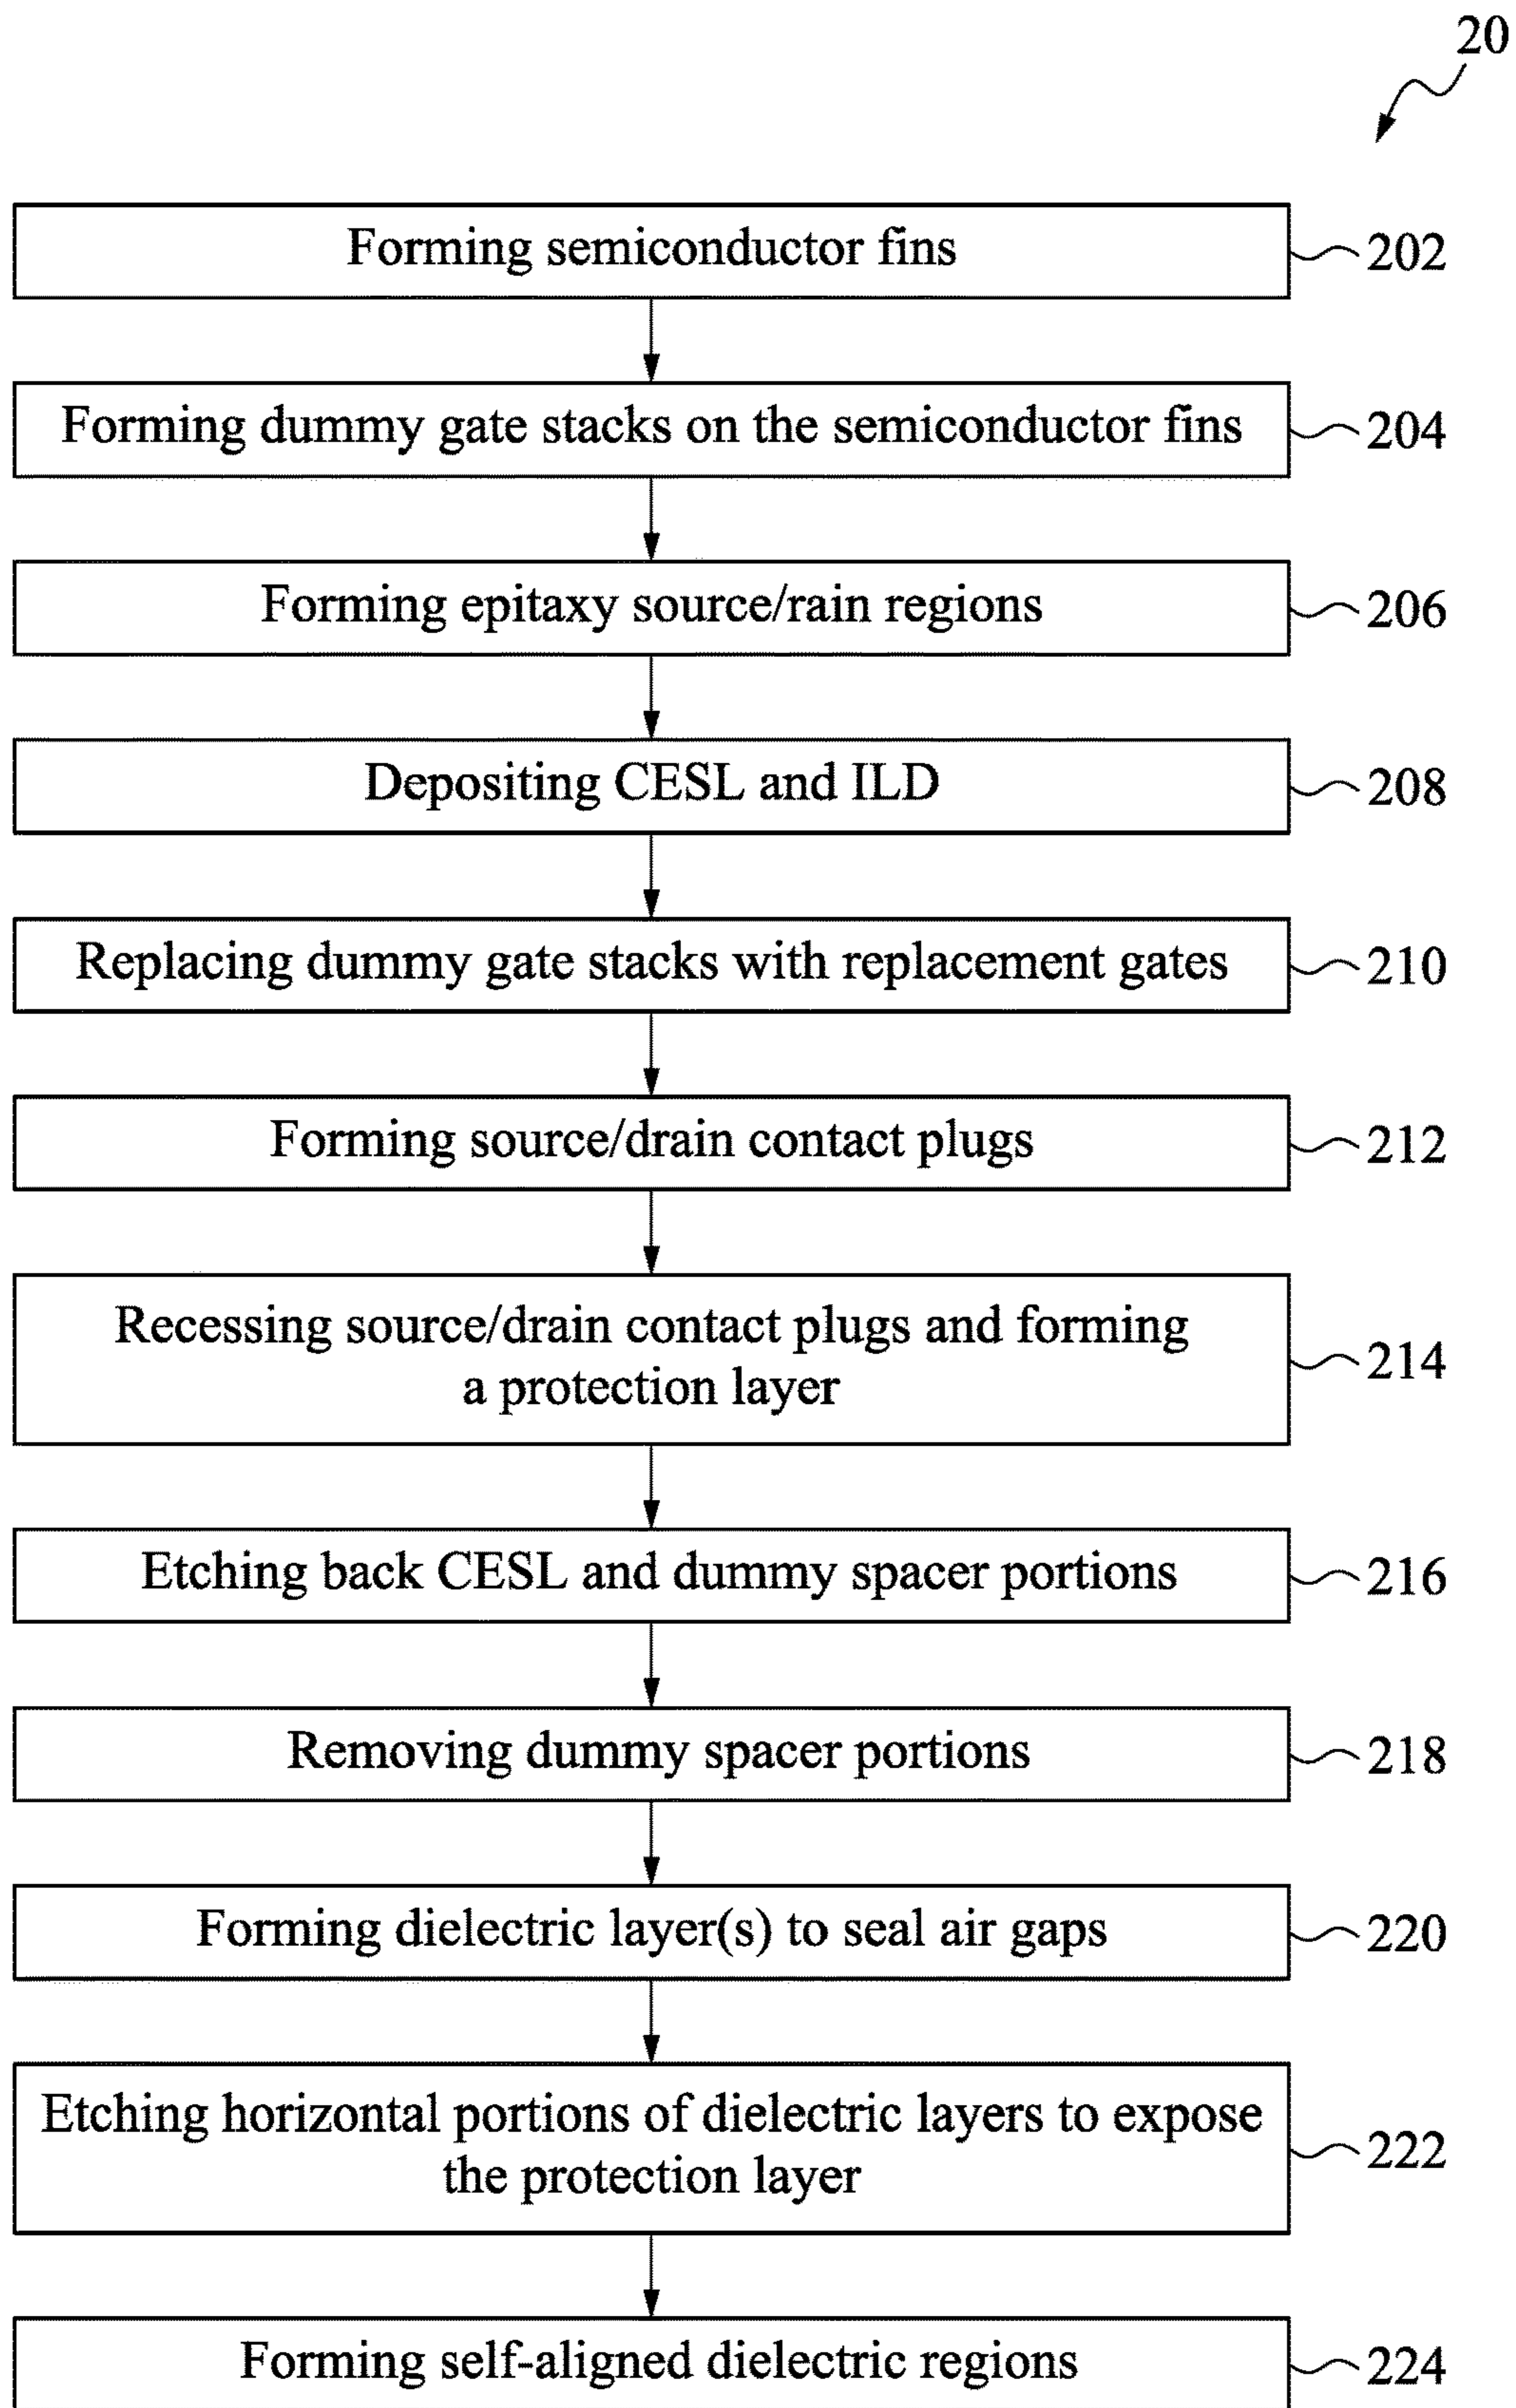 20
Forming semiconductor fins
202
Forming dummy gate stacks on the semiconductor fins
204
Forming epitaxy source/rain regions
206
Depositing CESL and ILD
208
Replacing dummy gate stacks with replacement gates
210
Forming source/drain contact plugs
212
Recessing source/drain contact plugs and forming
a protection layer
214
Etching back CESL and dummy spacer portions
216
Removing dummy spacer portions
218
Forming dielectric layer(s) to seal air gaps
220
Etching horizontal portions of dielectric layers to expose
the protection layer
222
Forming self-aligned dielectric regions
224